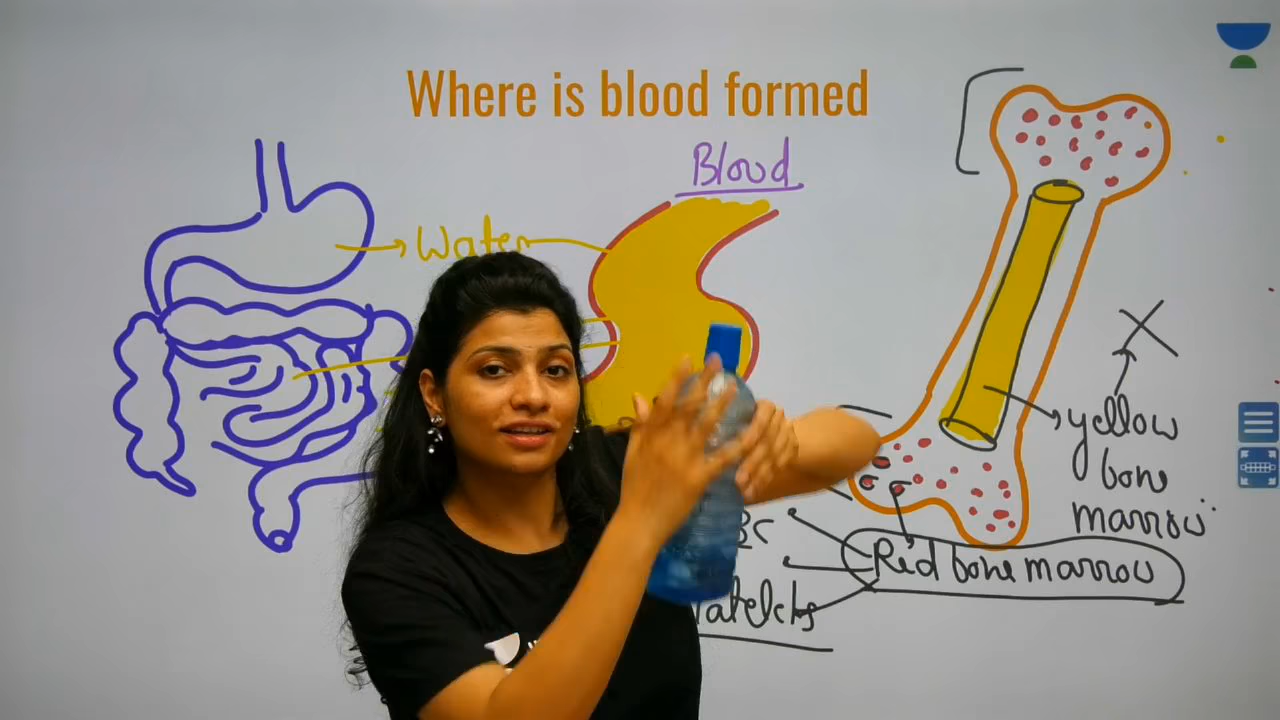 Where is blood formed
Blood
Water
yellow
bone
marrow
Red bone marrow